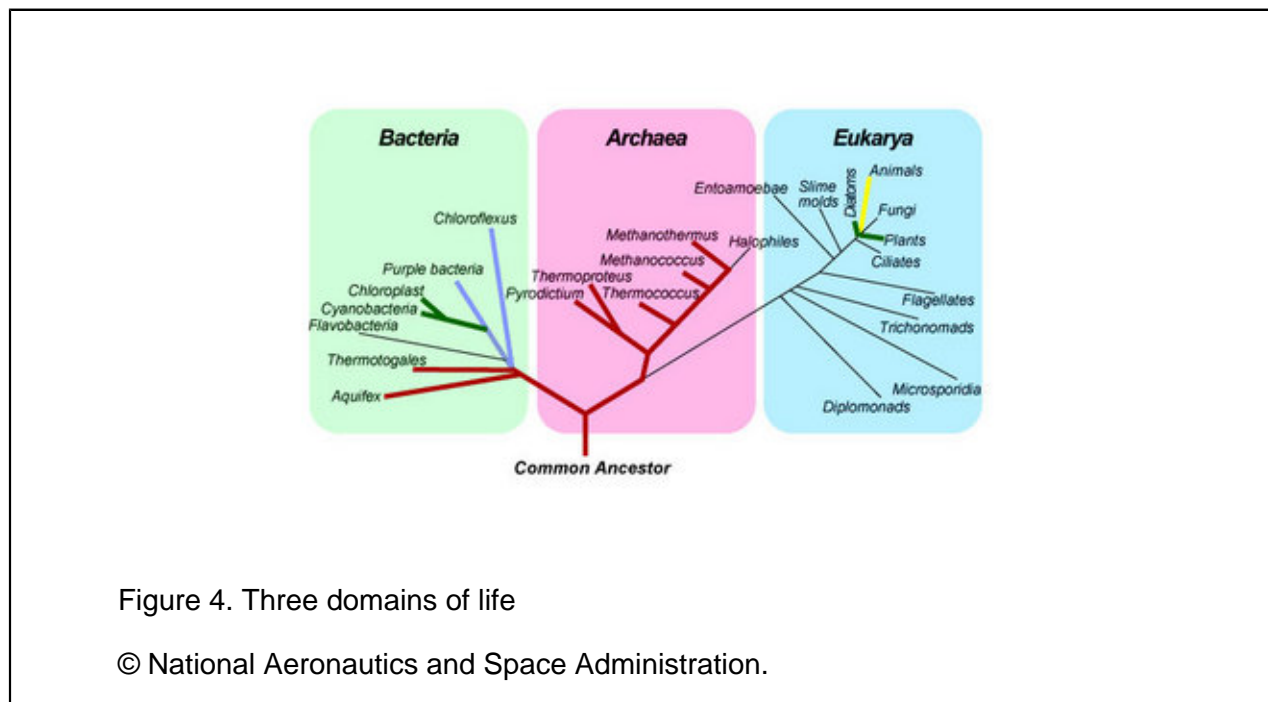 Bacteria
Archaea
Eukarya
Chloroflexus
Purple bacteria
Chloroplast
Cyanobacteria
Flavobacteria
Thermotogales
Aquifex
Methanothermus
Halophiles
Methanococcus
Thermoproteus
Pyrodictium
Thermococcus
Entoamoebae
Slime
molds
Diatoms
Animals
Fungi
Plants
Ciliates
Flagellates
Trichonomads
Microsporidia
Diplomonads
Common Ancestor
Figure 4. Three domains of life
© National Aeronautics and Space Administration.